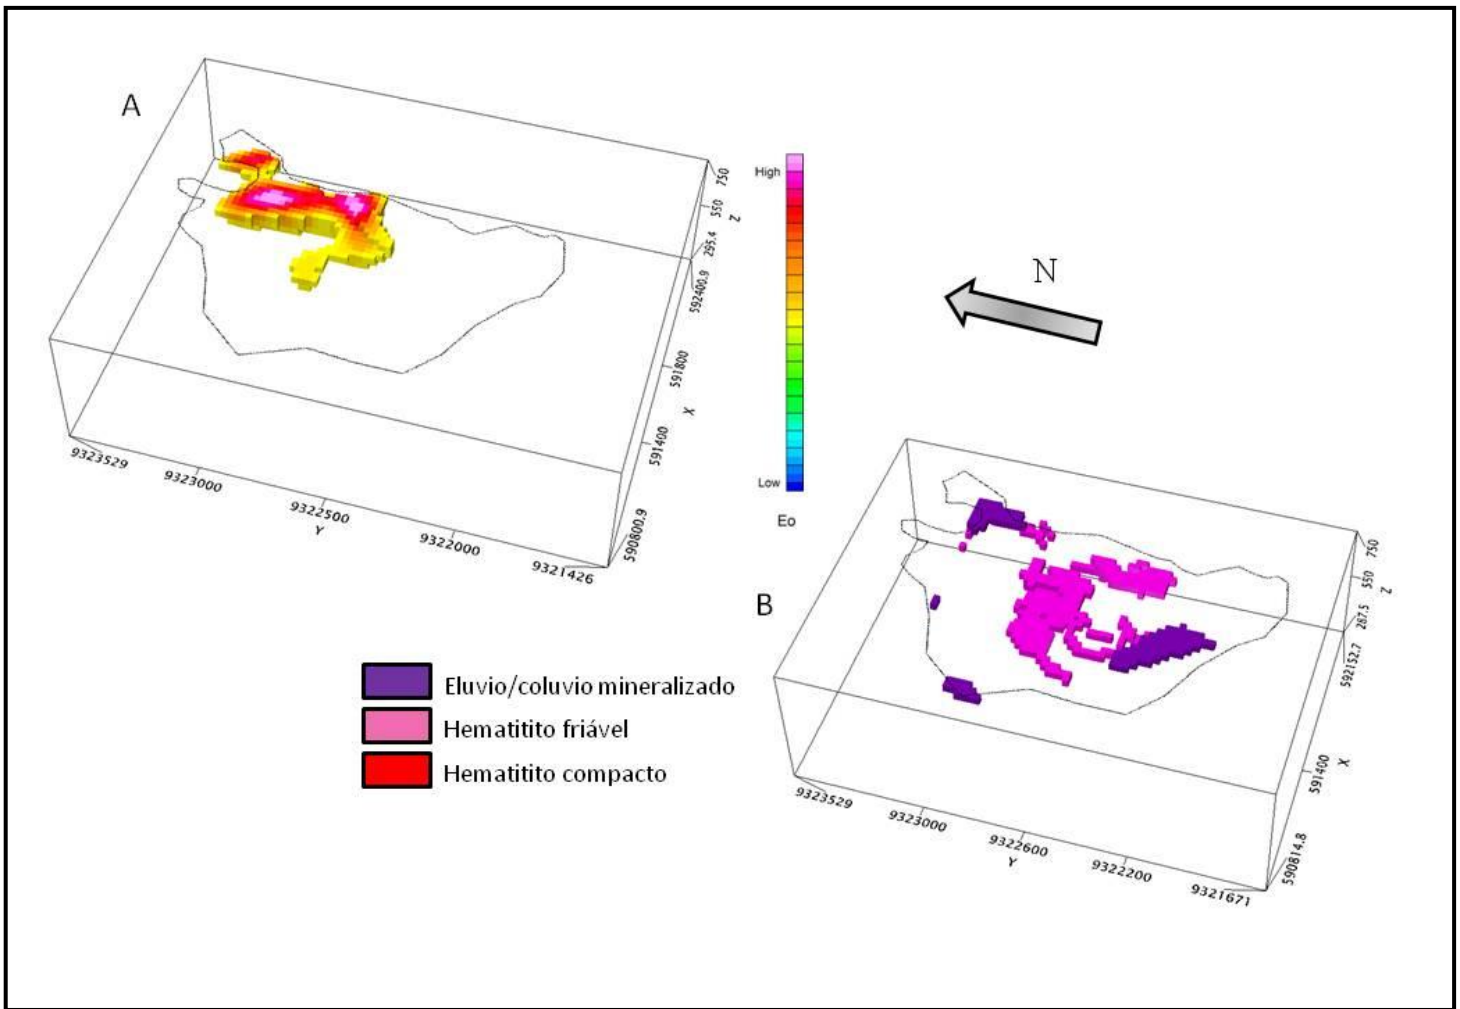 A
750
550
Z
295.4
592400.9
591800
X
591400
590800.9
9323529
9323000
9322500
Y
9322000
9321426
High
Low
Eo
N
B
750
550
Z
287.5
592152.7
591400
X
590814.8
9323529
9323000
9322600
Y
9322200
9321671
Eluvio/coluvio mineralizado
Hematitito friável
Hematitito compacto